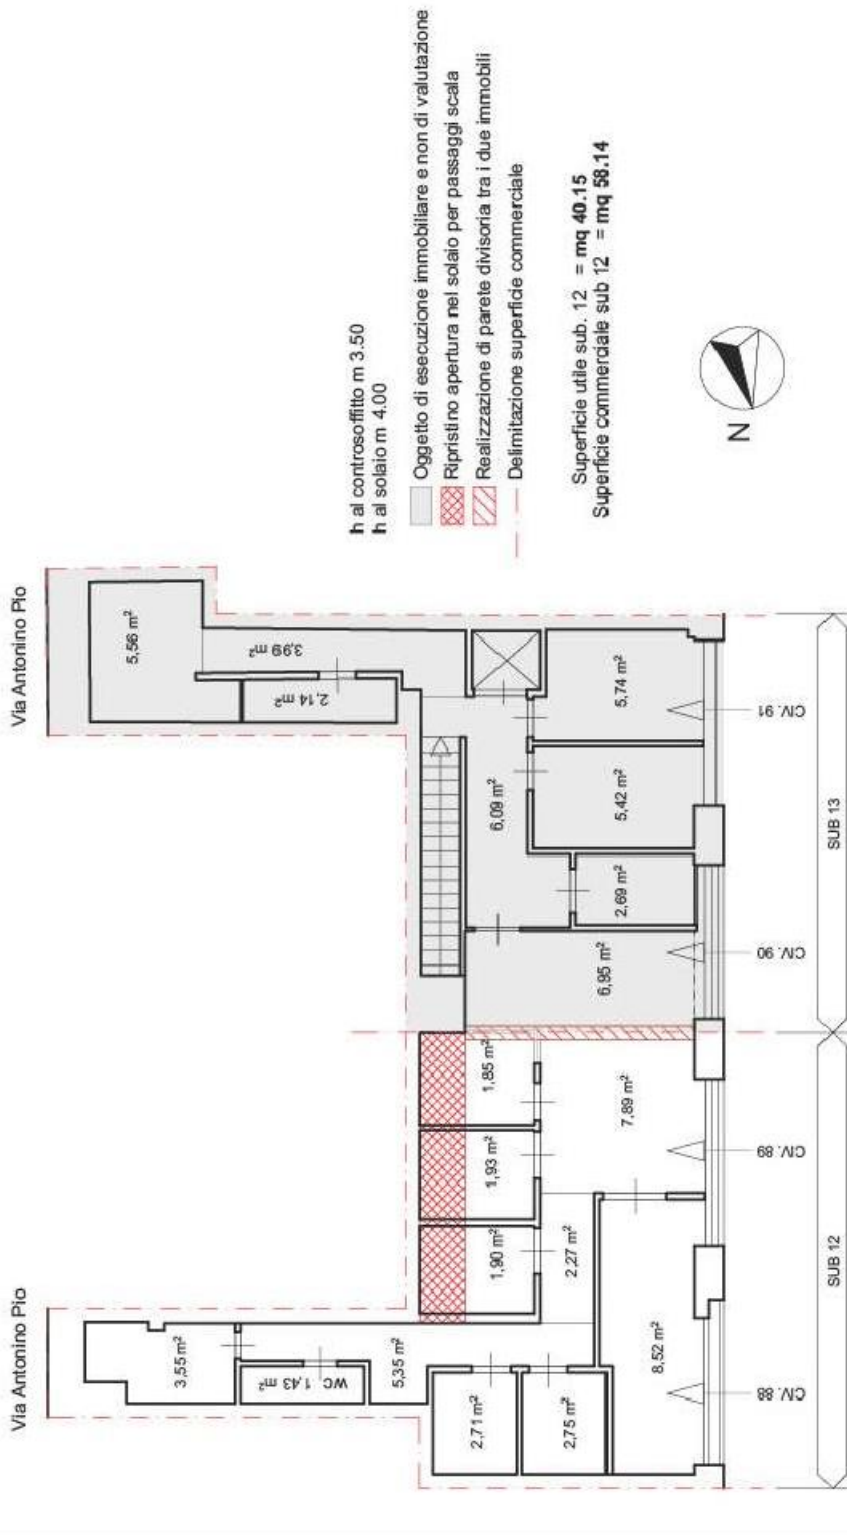 Via Antonino Pio
Via Antonino Pio
h al controsoffitto m 3.50
h al solaio m 4.00
Oggetto di esecuzione immobiliare e non di valutazione
Ripristino apertura nel solaio per passaggi scala
Realizzazione di parete divisoria tra i due immobili
Delimitazione superficie commerciale
Superficie utile sub. 12 = mq 40.15
Superficie commerciale sub 12 = mq 58.14
N
3,55 m²
WC 1,43 m²
5,35 m²
2,71 m²
2,75 m²
1,90 m²
1,93 m²
1,85 m²
2,27 m²
8,52 m²
7,89 m²
5,56 m²
3,99 m²
2,14 m²
6,09 m²
6,95 m²
2,69 m²
5,42 m²
5,74 m²
CIV. 88
CIV. 89
CIV. 90
CIV. 91
SUB 12
SUB 13